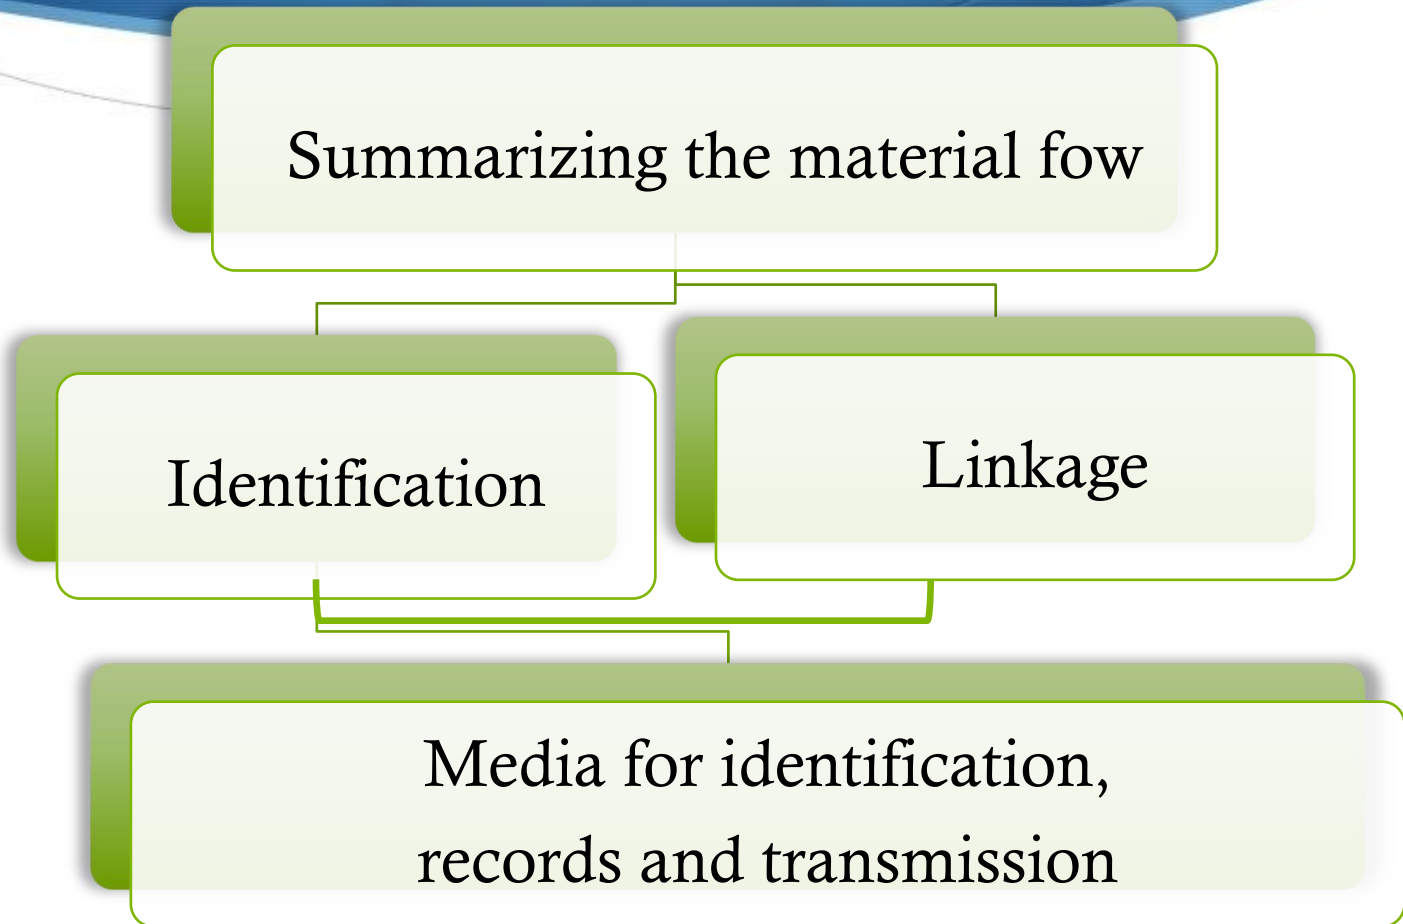 Summarizing the material fow
Identification
Linkage
Media for identification,
records and transmission